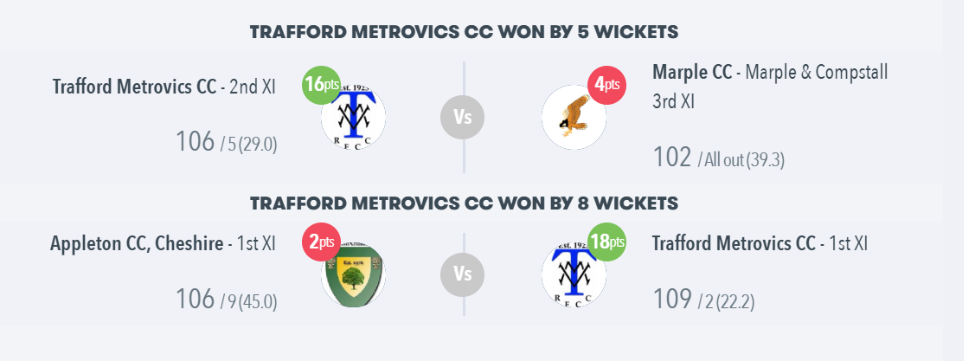 TRAFFORD METROVICS CC WON BY 5 WICKETS
Trafford Metrovics CC - 2nd XI
16pts
106 / 5 (29.0)
EST. 1923
T M V
R E C C
Vs
4pts
Marple CC - Marple & Compstall
3rd XI
102 / All out (39.3)
TRAFFORD METROVICS CC WON BY 8 WICKETS
Appleton CC, Cheshire - 1st XI
2pts
106 / 9 (45.0)
Vs
18pts
R E C C
Trafford Metrovics CC - 1st XI
109 / 2 (22.2)